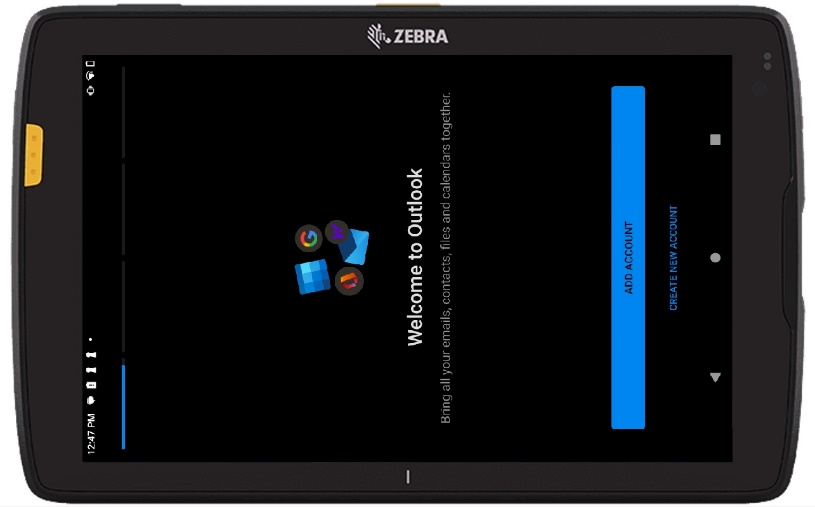 ZEBRA
12:47 PM
Welcome to Outlook
Bring all your emails, contacts, files and calendars together.
ADD ACCOUNT
CREATE NEW ACCOUNT